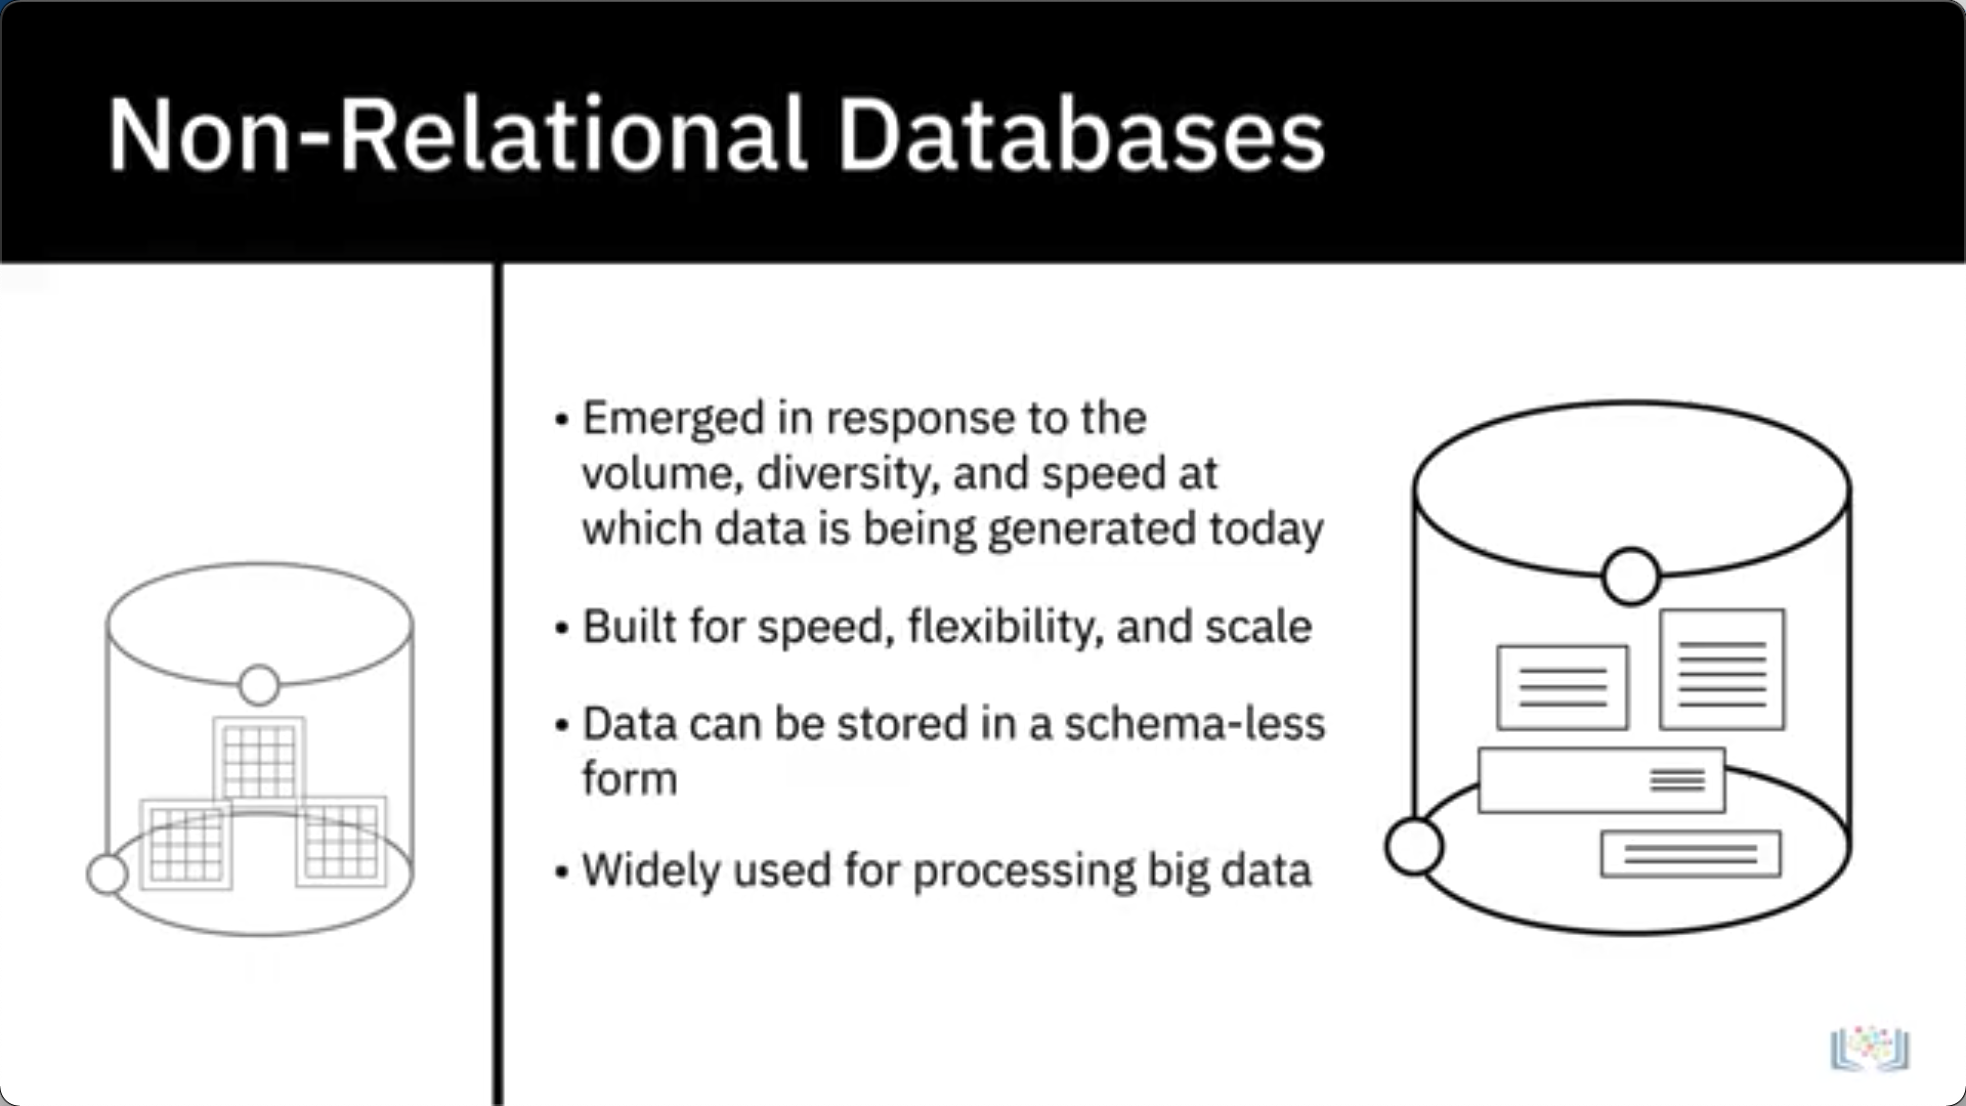 Non-Relational Databases
• Emerged in response to the
volume, diversity, and speed at
which data is being generated today
• Built for speed, flexibility, and scale
• Data can be stored in a schema-less
form
• Widely used for processing big data